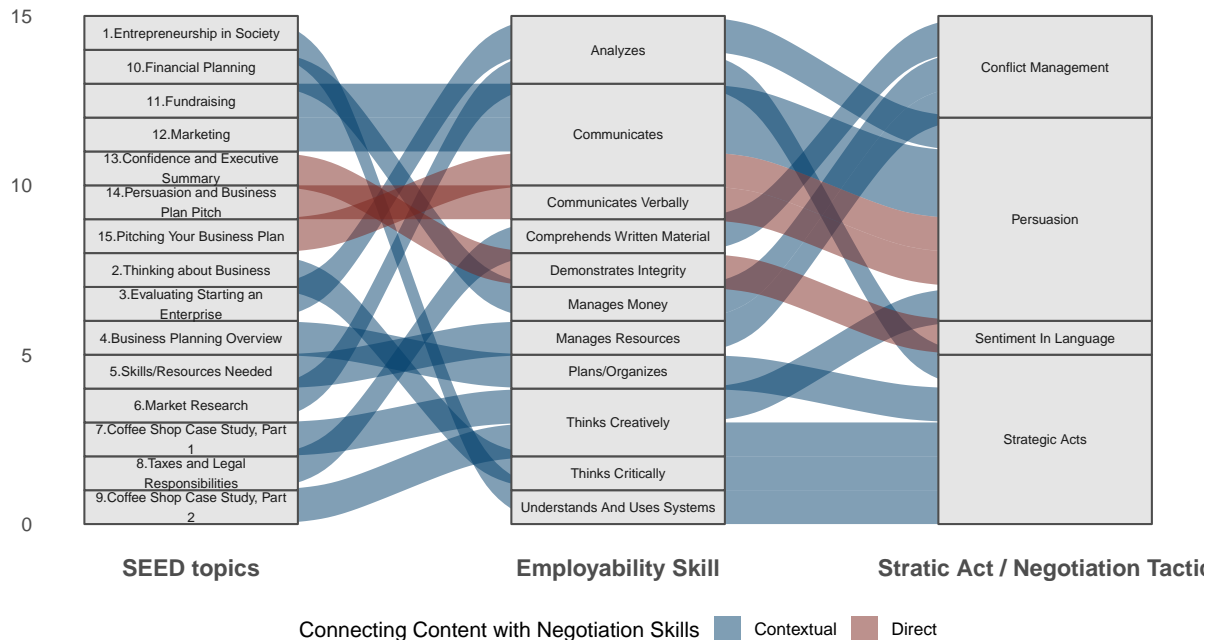 15
10
5
0
1.Entrepreneurship in Society
10.Financial Planning
11.Fundraising
12.Marketing
13.Confidence and Executive
Summary
14.Persuasion and Business
Plan Pitch
15.Pitching Your Business Plan
2.Thinking about Business
3.Evaluating Starting an
Enterprise
4.Business Planning Overview
5.Skills/Resources Needed
6.Market Research
7.Coffee Shop Case Study, Part
1
8.Taxes and Legal
Responsibilities
9.Coffee Shop Case Study, Part
2
Analyzes
Communicates
Communicates Verbally
Comprehends Written Material
Demonstrates Integrity
Manages Money
Manages Resources
Plans/Organizes
Thinks Creatively
Thinks Critically
Understands And Uses Systems
Conflict Management
Persuasion
Sentiment In Language
Strategic Acts
SEED topics
Employability Skill
Stratic Act / Negotiation Tactic
Connecting Content with Negotiation Skills
Contextual
Direct